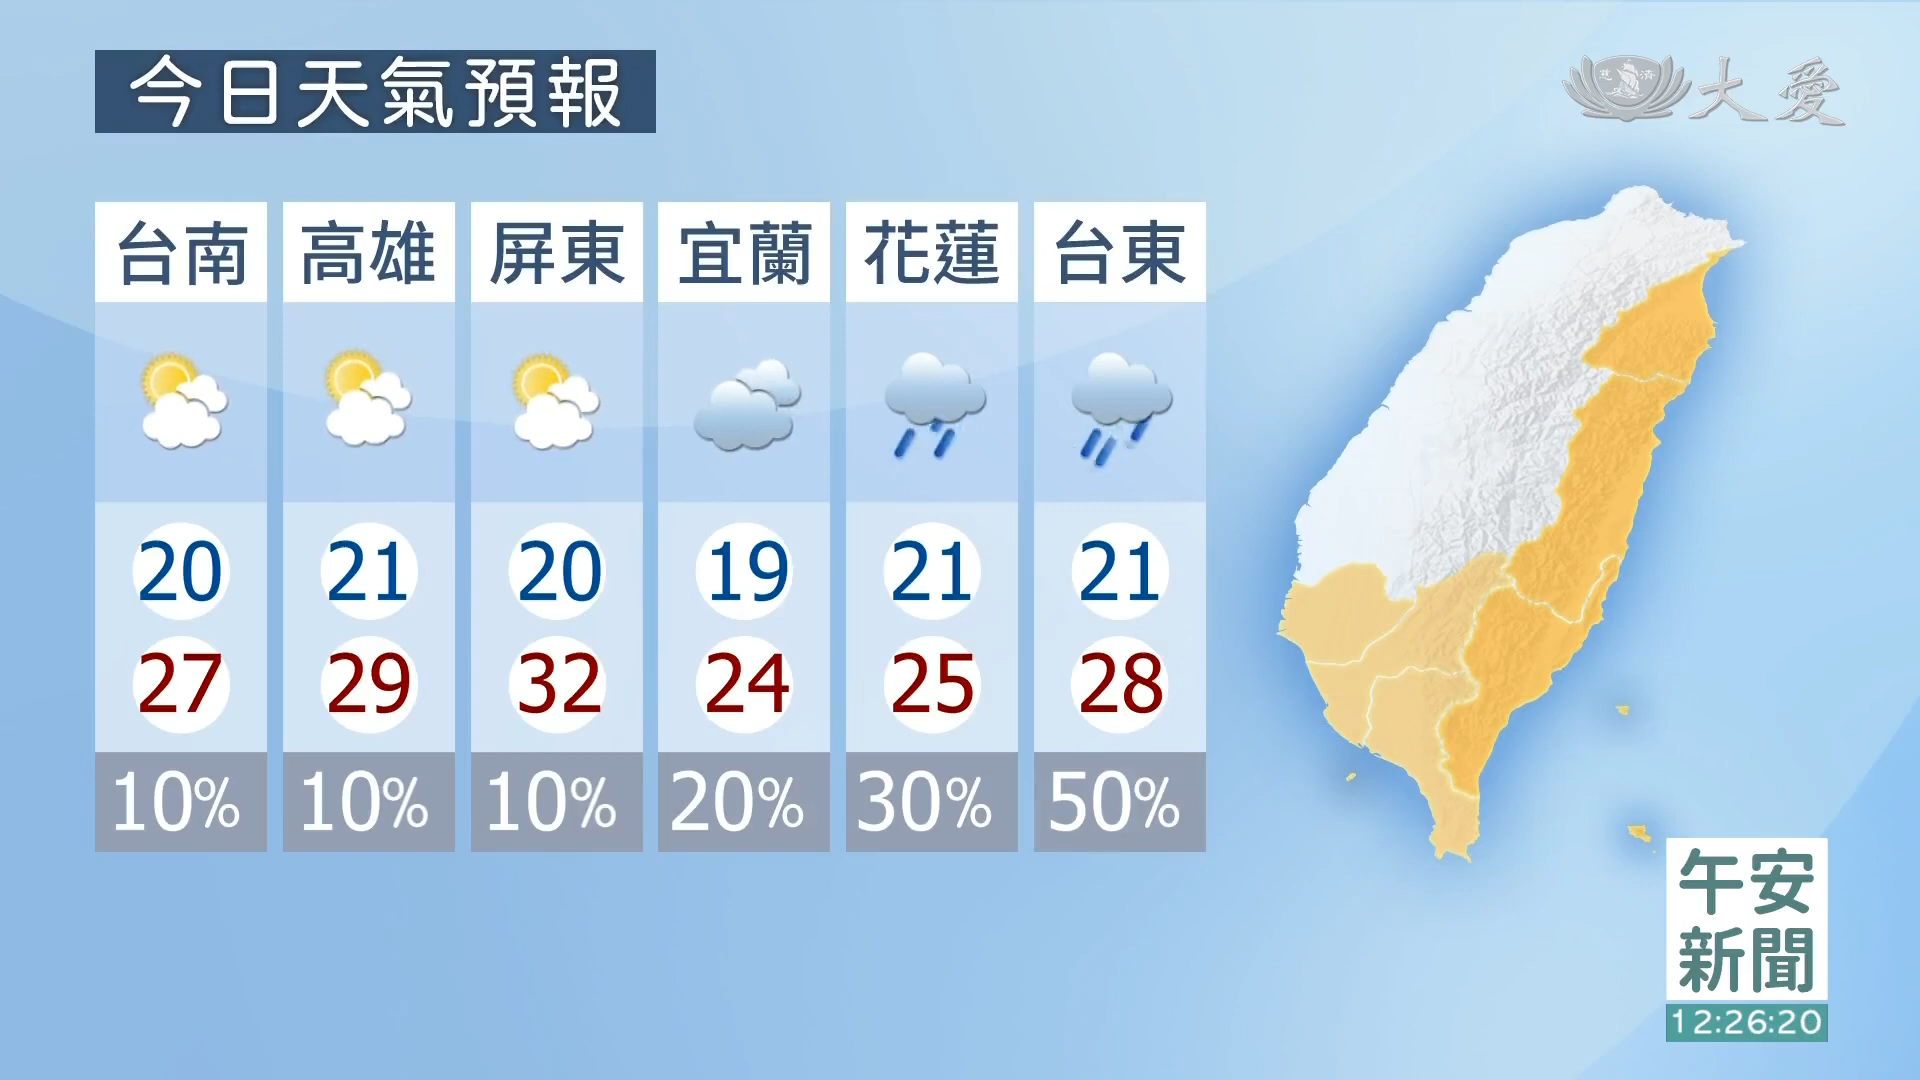 今日天氣預報
慈濟
大愛
台南 高雄 屏東 宜蘭 花蓮 台東
20 21 20 19 21 21
27 29 32 24 25 28
10% 10% 10% 20% 30% 50%
午安
新聞
12:26:20